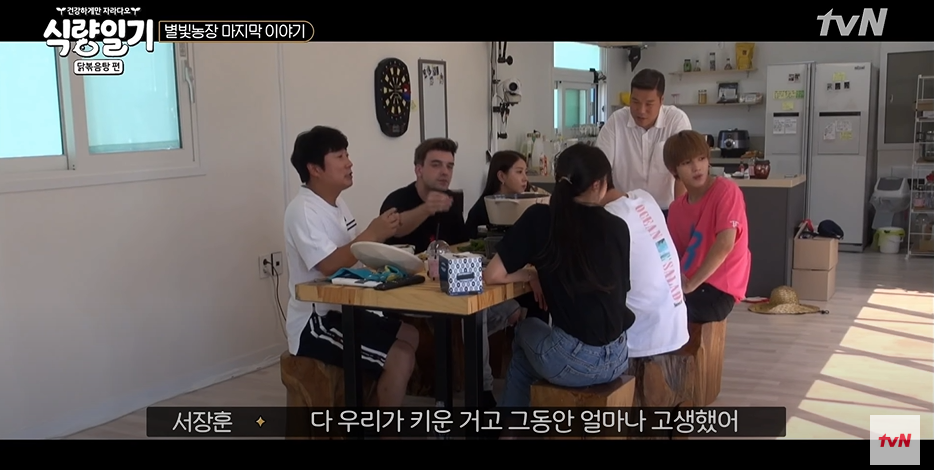 건강하게만 자라다오
식량일기
닭볶음탕 편
별빛농장 마지막 이야기
tvN
OCEAN
SALAD
서장훈
다 우리가 키운 거고 그동안 얼마나 고생했어
tvN